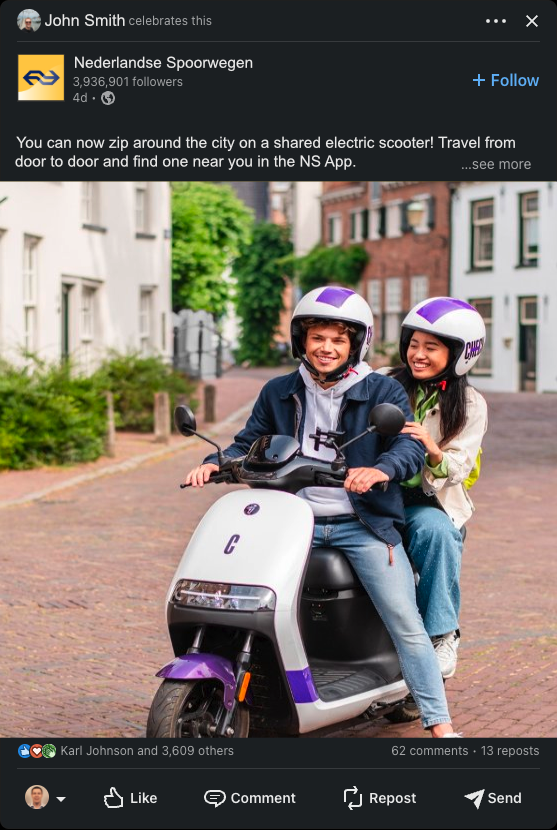 John Smith celebrates this
Nederlandse Spoorwegen
3,936,901 followers
+ Follow
4d •
You can now zip around the city on a shared electric scooter! Travel from
door to door and find one near you in the NS App.
...see more
CHECK
C
Karl Johnson and 3,609 others
62 comments • 13 reposts
Like
Comment
Repost
Send